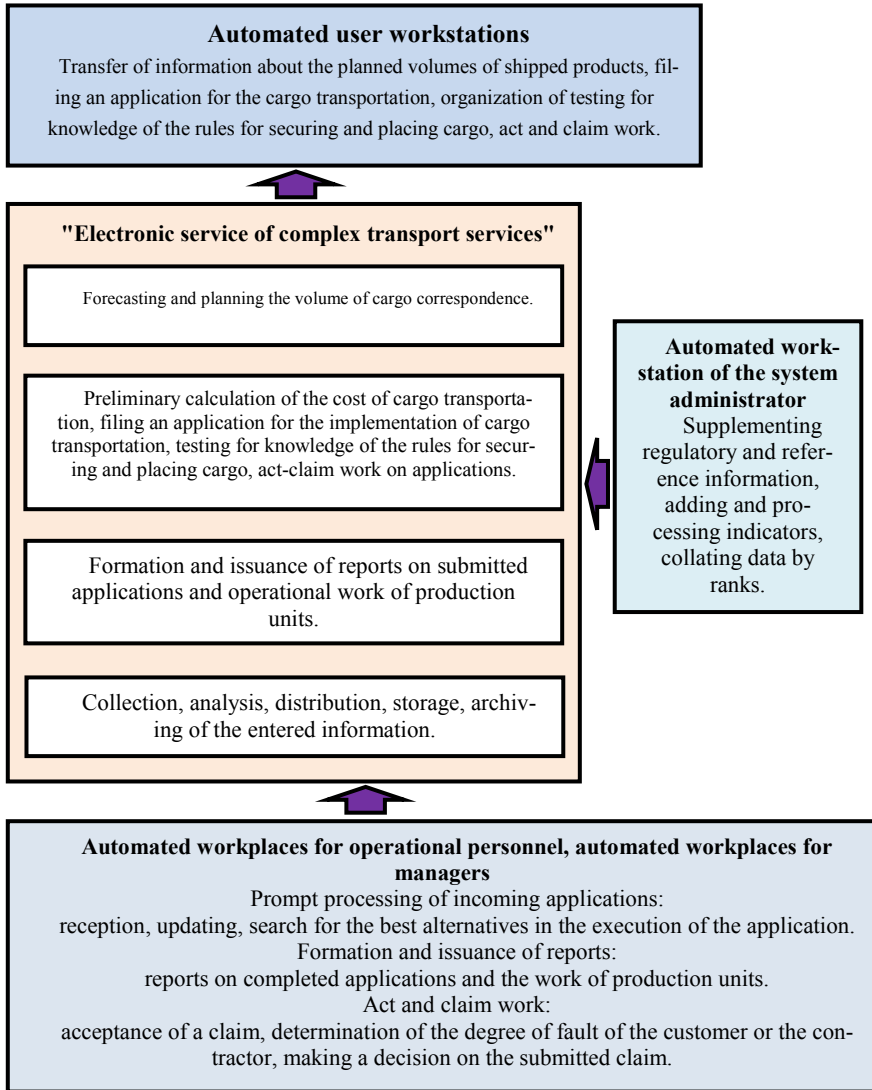 Automated user workstations
Transfer of information about the planned volumes of shipped products, fil-
ing an application for the cargo transportation, organization of testing for
knowledge of the rules for securing and placing cargo, act and claim work.
"Electronic service of complex transport services"
Forecasting and planning the volume of cargo correspondence.
Preliminary calculation of the cost of cargo transporta-
tion, filing an application for the implementation of cargo
transportation, testing for knowledge of the rules for secur-
ing and placing cargo, act-claim work on applications.
Formation and issuance of reports on submitted
applications and operational work of production
units.
Collection, analysis, distribution, storage, archiv-
ing of the entered information.
Automated work-
station of the system
administrator
Supplementing
regulatory and refer-
ence information,
adding and pro-
cessing indicators,
collating data by
ranks.
Automated workplaces for operational personnel, automated workplaces for
managers
Prompt processing of incoming applications:
reception, updating, search for the best alternatives in the execution of the application.
Formation and issuance of reports:
reports on completed applications and the work of production units.
Act and claim work:
acceptance of a claim, determination of the degree of fault of the customer or the con-
tractor, making a decision on the submitted claim.